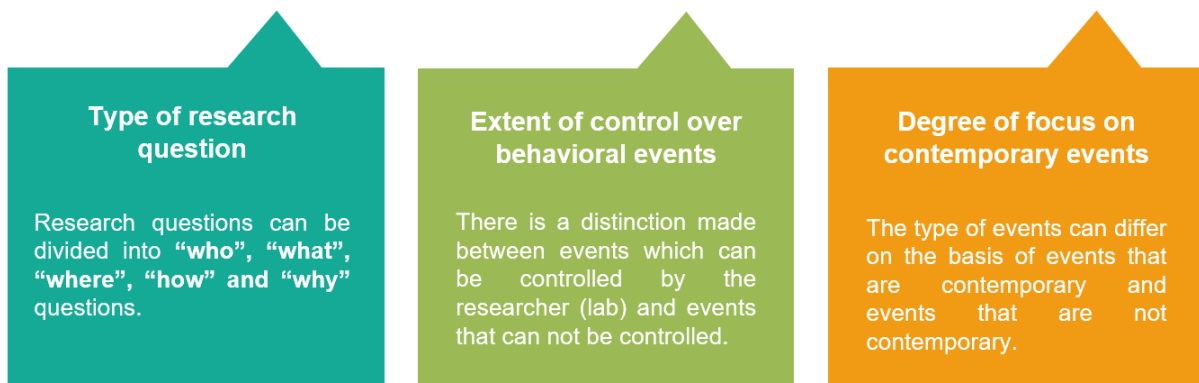 Type of research
question
Research questions can be
divided into “who”, “what”,
“where”, “how” and “why”
questions.
Extent of control over
behavioral events
There is a distinction made
between events which can
be controlled by the
researcher (lab) and events
that can not be controlled.
Degree of focus on
contemporary events
The type of events can differ
on the basis of events that
are contemporary and
events that are not
contemporary.